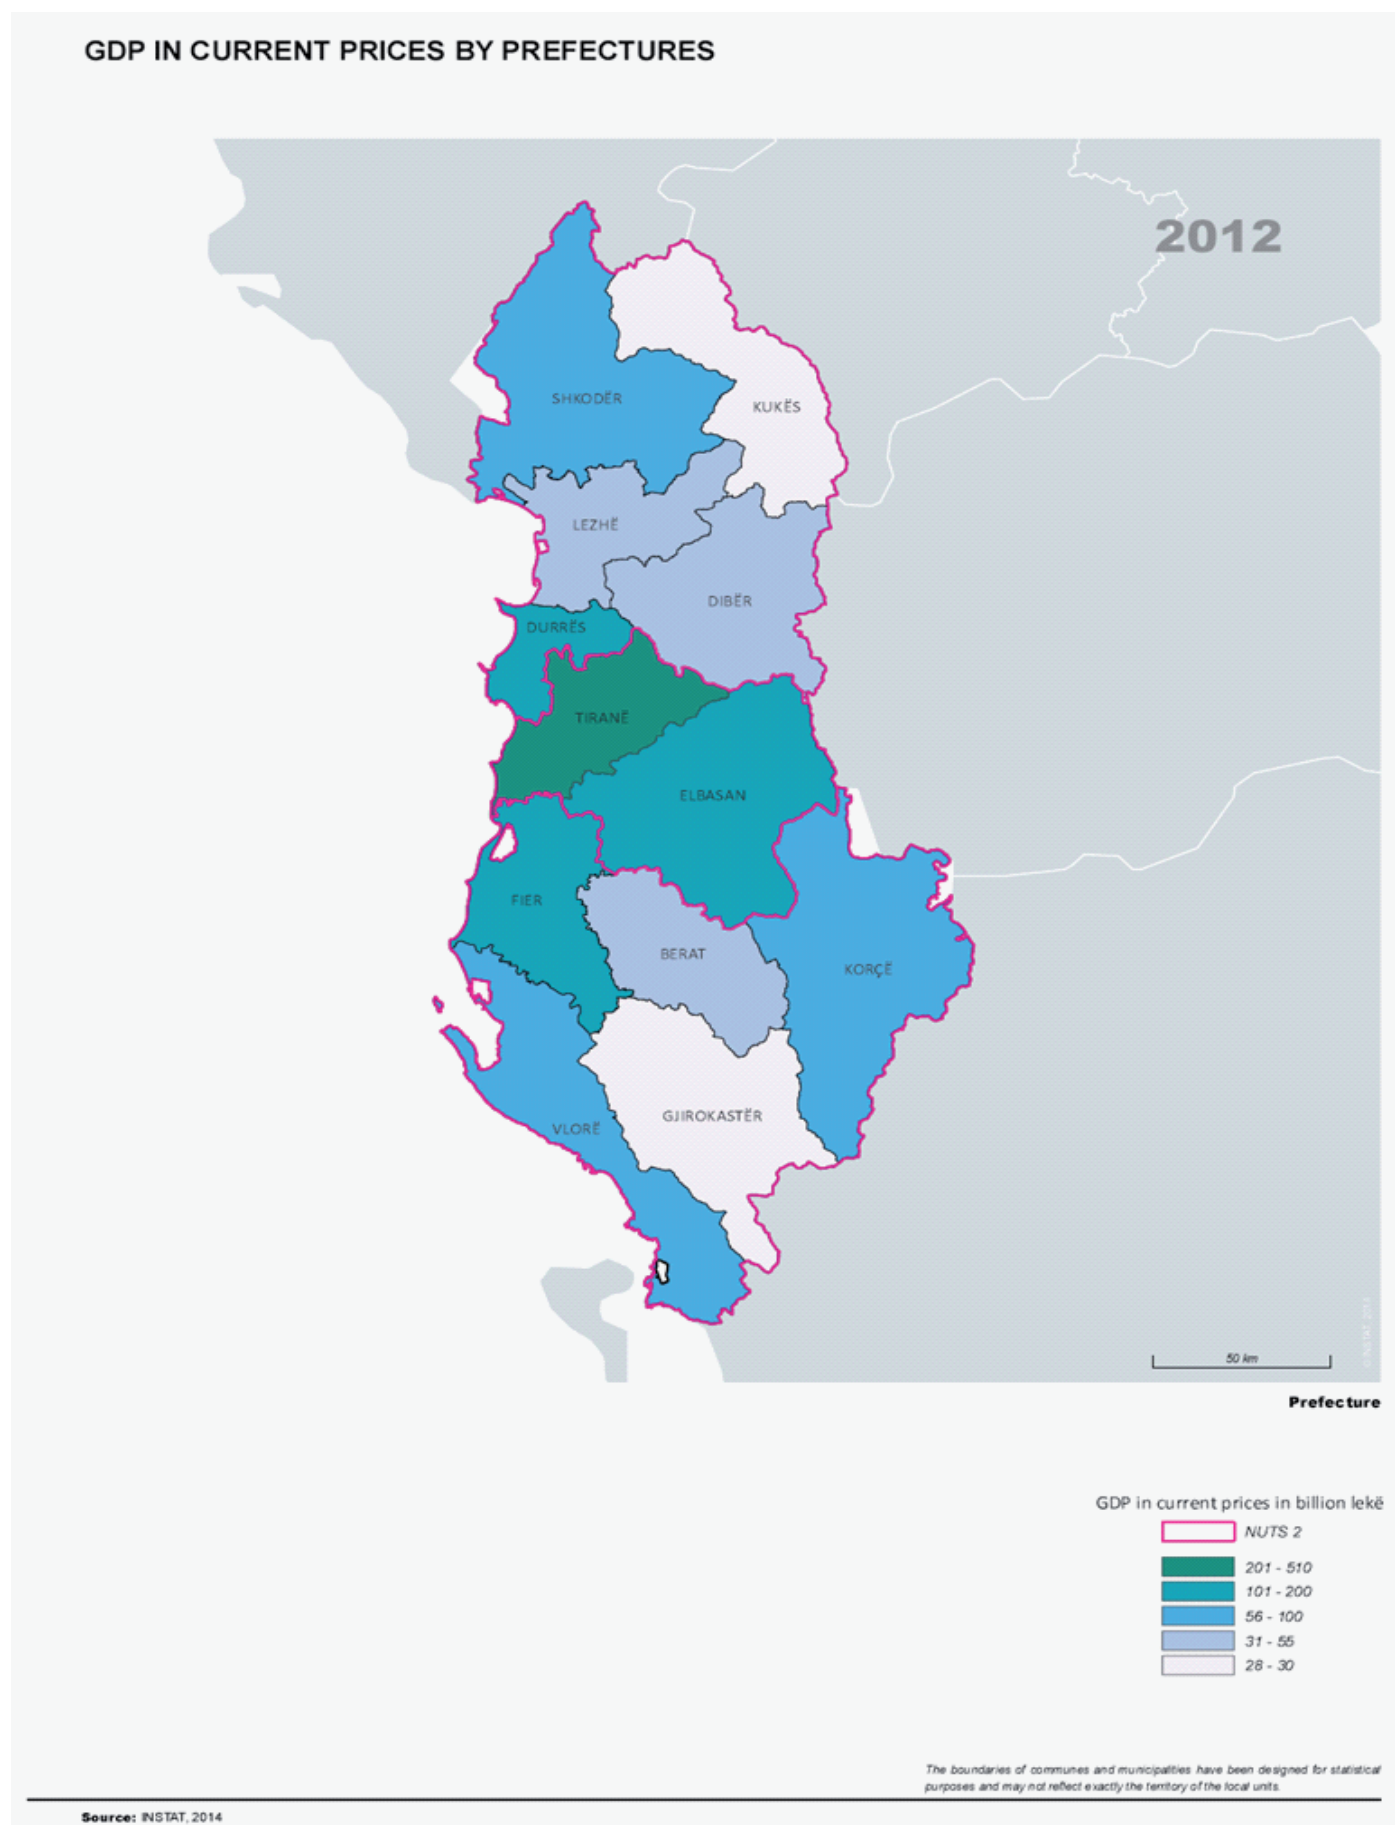 GDP IN CURRENT PRICES BY PREFECTURES
2012
SHKODËR
KUKËS
LEZHË
DIBËR
DURRËS
TIRANË
ELBASAN
FIER
BERAT
KORÇË
GJIROKASTËR
VLORË
© INSTAT, 2014
50 km
Prefecture
GDP in current prices in billion lekë
NUTS 2
201 - 510
101 - 200
56 - 100
31 - 55
28 - 30
The boundaries of communes and municipalities have been designed for statistical
purposes and may not reflect exactly the territory of the local units.
Source: INSTAT, 2014